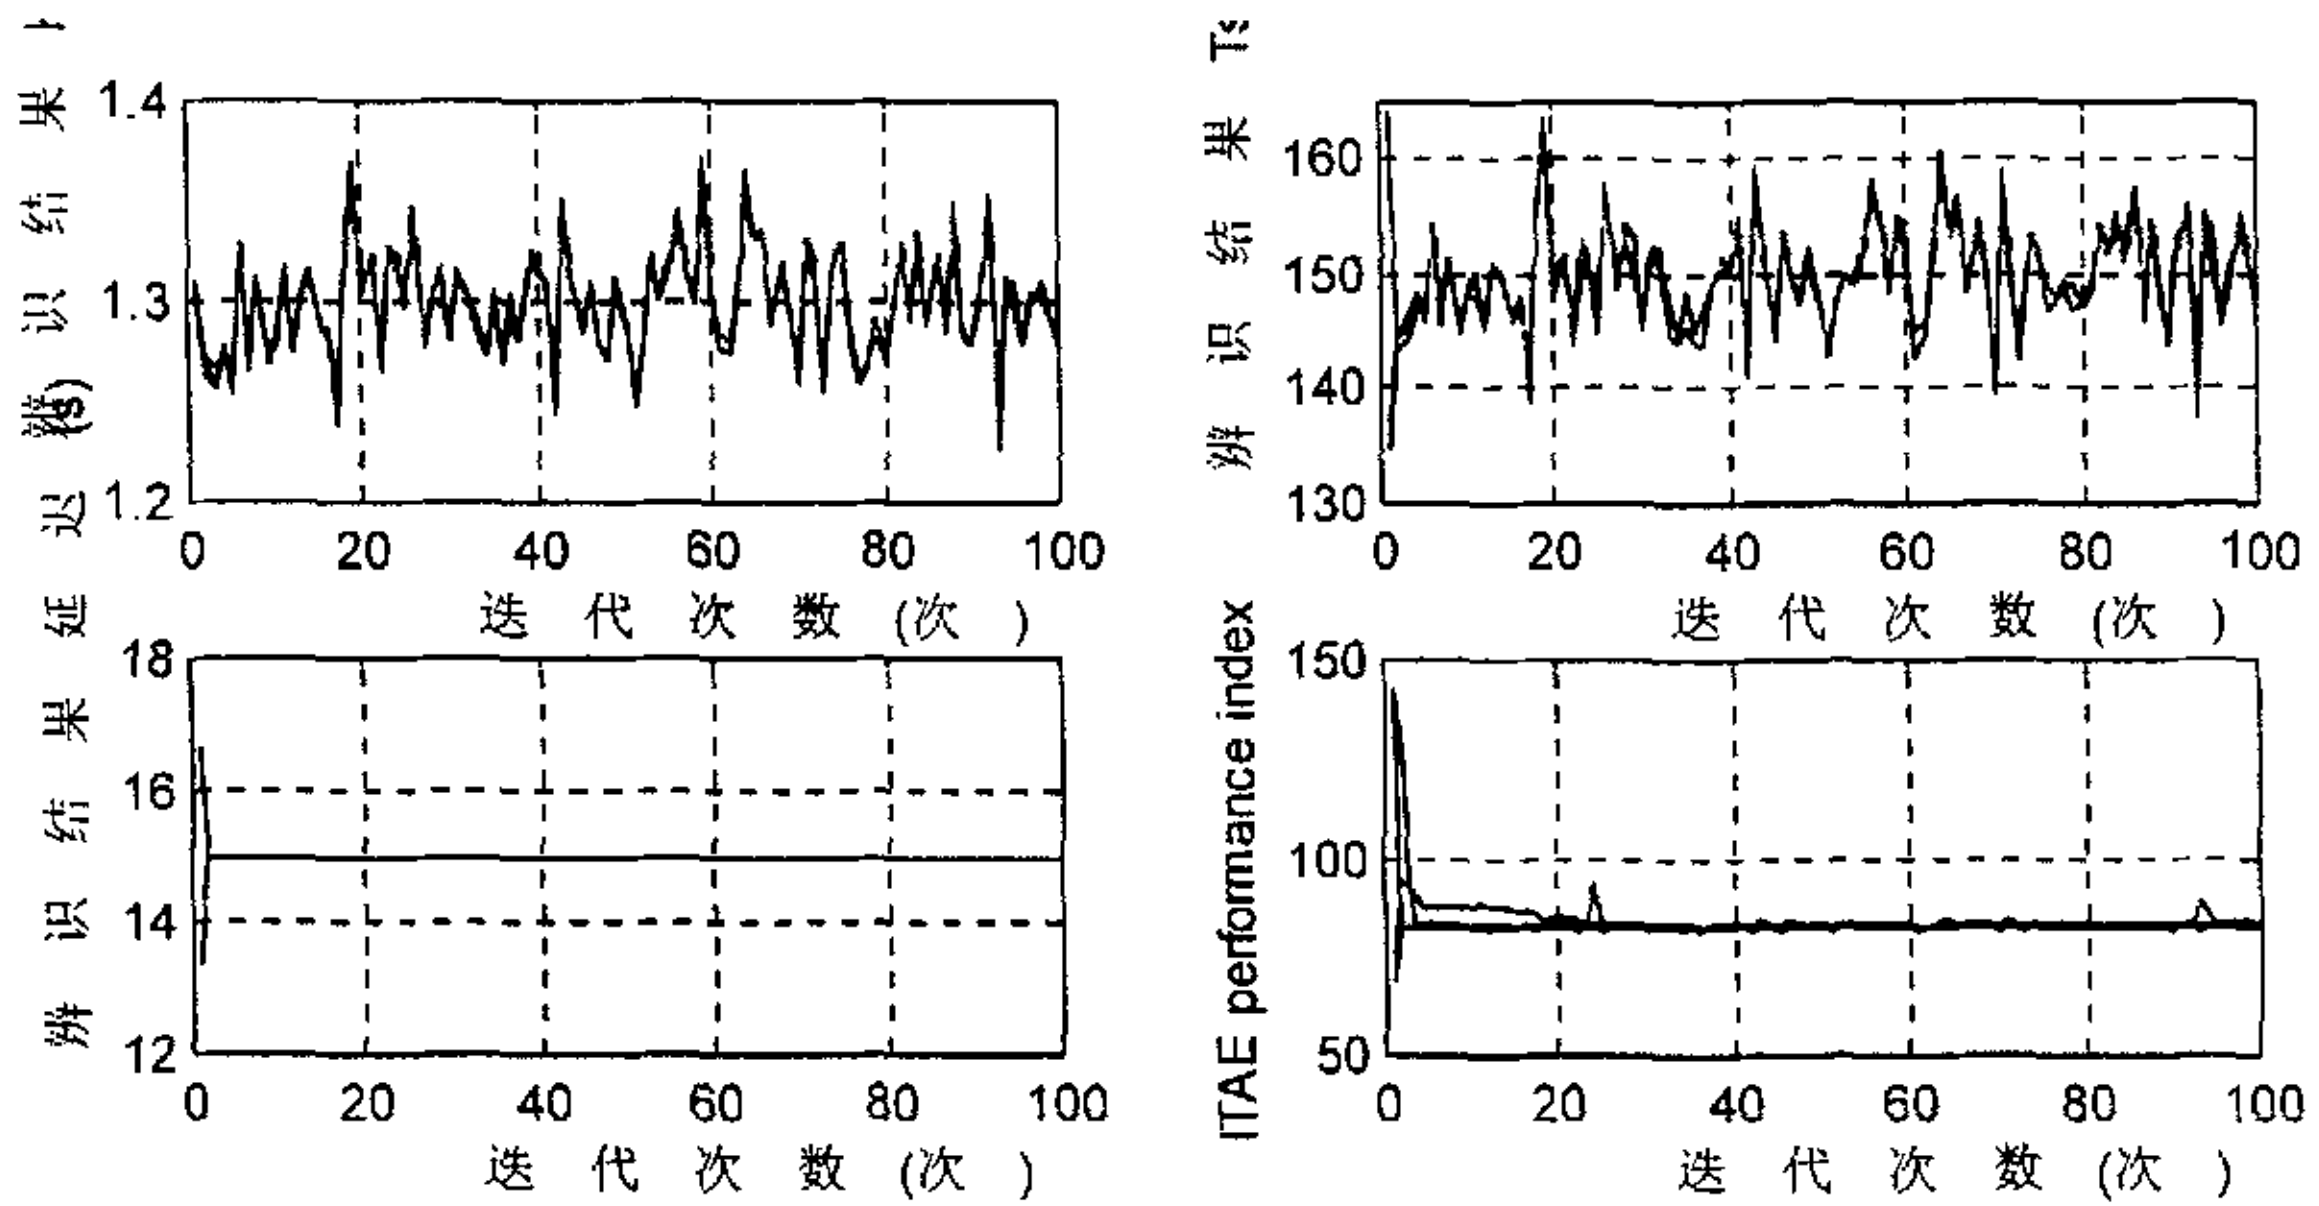 辨 识 结 果
1.4
1.3
1.2
0 20 40 60 80 100
迭 代 次 数 (次 )
辨 识 结 果 Ts
160
150
140
130
0 20 40 60 80 100
迭 代 次 数 (次 )
辨 识 结 果 延 迟 (s)
18
16
14
12
0 20 40 60 80 100
迭 代 次 数 (次 )
ITAE performance index
150
100
50
0 20 40 60 80 100
迭 代 次 数 (次 )